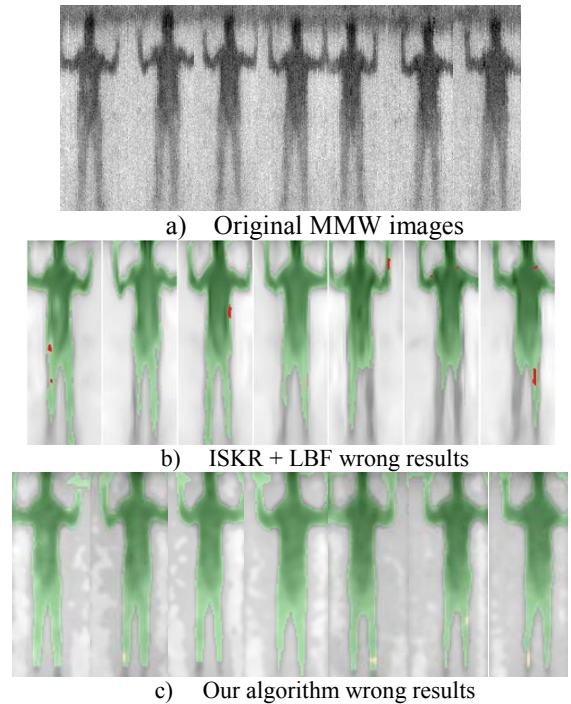 a) Original MMW images
b) ISKR + LBF wrong results
c) Our algorithm wrong results